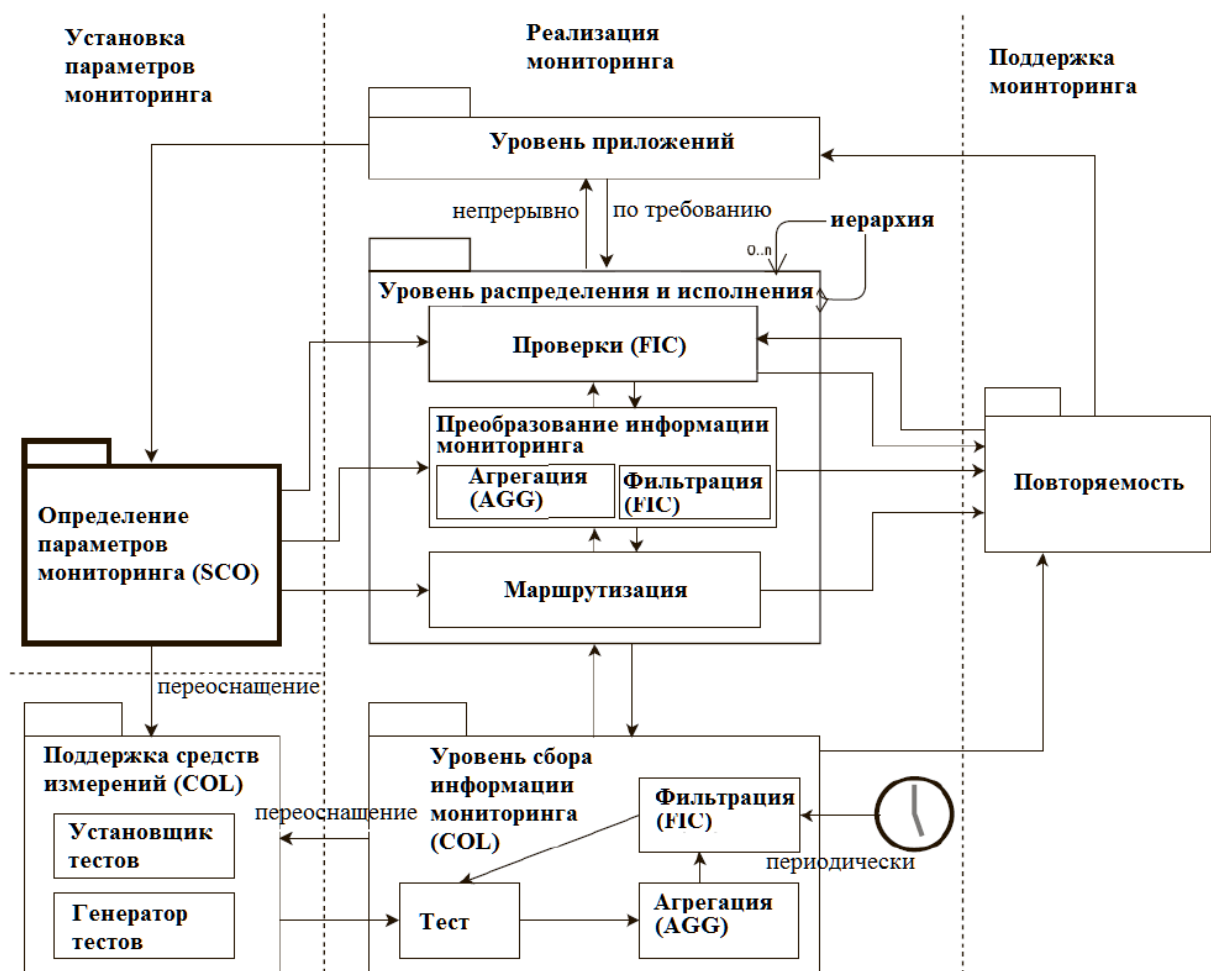 Установка
параметров
мониторинга
Реализация
мониторинга
Поддержка
моинторинга
Уровень приложений
непрерывно
по требованию
иерархия
0..n
Уровень распределения и исполнения
Проверки (FIC)
Преобразование информации
мониторинга
Агрегация
(AGG)
Фильтрация
(FIC)
Маршрутизация
Определение
параметров
мониторинга (SCO)
Повторяемость
переоснащение
Поддержка средств
измерений (COL)
Установщик
тестов
Генератор
тестов
переоснащение
Уровень сбора
информации
мониторинга
(COL)
Фильтрация
(FIC)
периодически
Тест
Агрегация
(AGG)